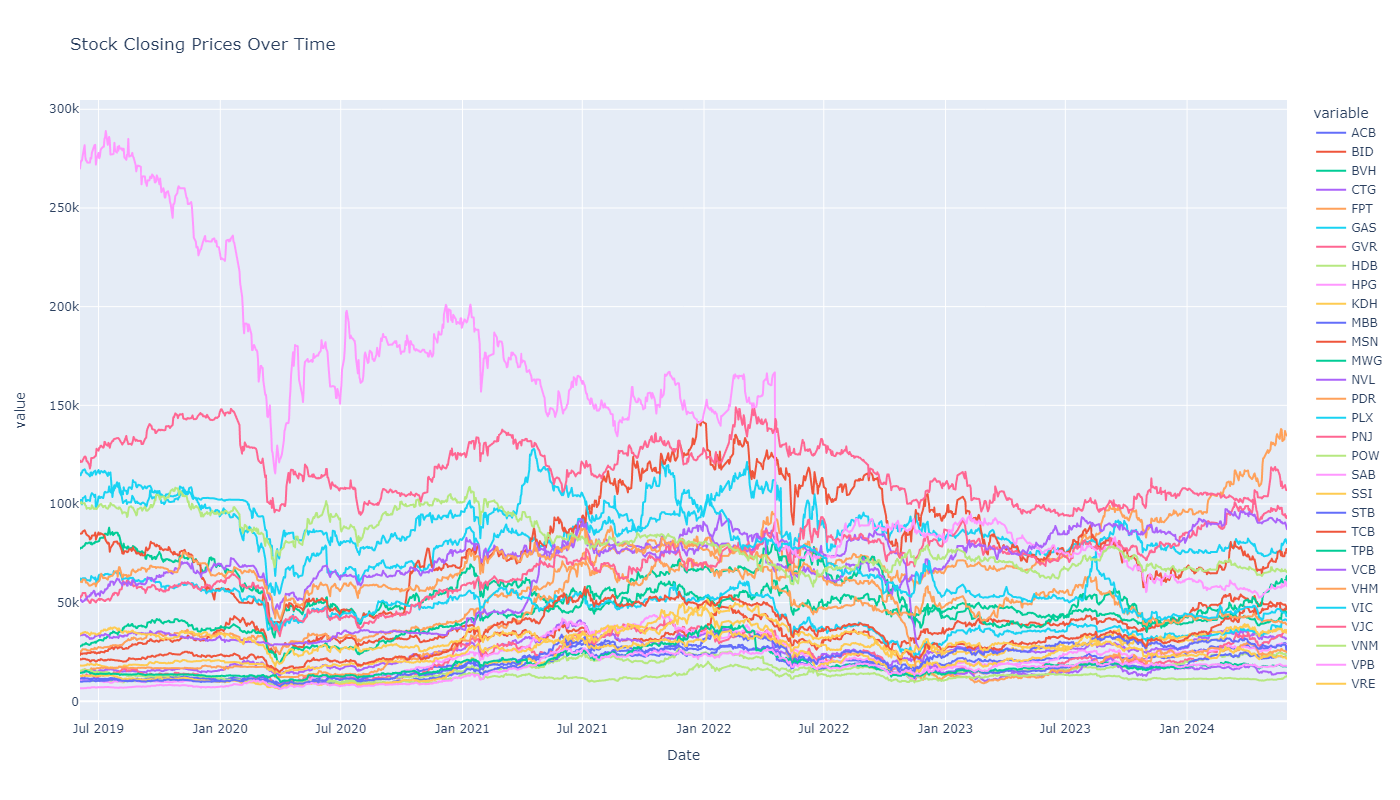 Stock Closing Prices Over Time
300k
250k
200k
150k
100k
50k
0
value
Jul 2019 Jan 2020 Jul 2020 Jan 2021 Jul 2021 Jan 2022 Jul 2022 Jan 2023 Jul 2023 Jan 2024
Date
variable
ACB
BID
BVH
CTG
FPT
GAS
GVR
HDB
HPG
KDH
MBB
MSN
MWG
NVL
PDR
PLX
PNJ
POW
SAB
SSI
STB
TCB
TPB
VCB
VHM
VIC
VJC
VNM
VPB
VRE